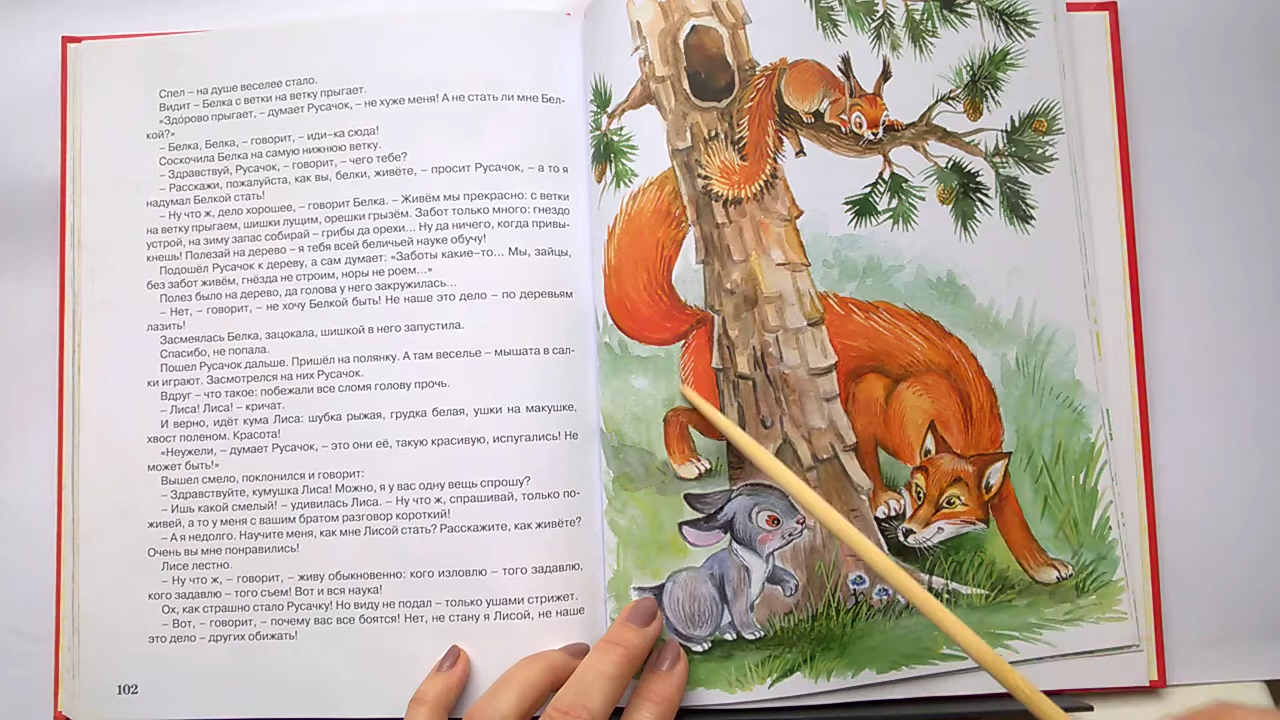 Спел – на душе веселее стало.
Видит – Белка с ветки на ветку прыгает.
«Здорово прыгает, – думает Русачок, – не хуже меня! А не стать ли мне Бел-
кой?»
– Белка, Белка, – говорит, – иди–ка сюда!
Соскочила Белка на самую нижнюю ветку.
– Здравствуй, Русачок, – говорит, – чего тебе?
– Расскажи, пожалуйста, как вы, белки, живёте, – просит Русачок, – а то я
надумал Белкой стать!
– Ну что ж, дело хорошее, – говорит Белка. – Живём мы прекрасно: с ветки
на ветку прыгаем, шишки лущим, орешки грызём. Забот только много: гнездо
устрой, на зиму запас собирай – грибы да орехи... Ну да ничего, когда привы-
кнешь! Полезай на дерево – я тебя всей беличьей науке обучу!
Подошёл Русачок к дереву, а сам думает: «Заботы какие–то... Мы, зайцы,
без забот живём, гнёзда не строим, норы не роем...»
Полез было на дерево, да голова у него закружилась...
– Нет, – говорит, – не хочу Белкой быть! Не наше это дело – по деревьям
лазить!
Засмеялась Белка, зацокала, шишкой в него запустила.
Спасибо, не попала.
Пошел Русачок дальше. Пришёл на полянку. А там веселье – мышата в сал-
ки играют. Засмотрелся на них Русачок.
Вдруг – что такое: побежали все сломя голову прочь.
– Лиса! Лиса! – кричат.
И верно, идёт кума Лиса: шубка рыжая, грудка белая, ушки на макушке,
хвост поленом. Красота!
«Неужели, – думает Русачок, – это они её, такую красивую, испугались! Не
может быть!»
Вышел смело, поклонился и говорит:
– Здравствуйте, кумушка Лиса! Можно, я у вас одну вещь спрошу?
– Ишь какой смелый! – удивилась Лиса. – Ну что ж, спрашивай, только по-
живей, а то у меня с вашим братом разговор короткий!
– А я недолго. Научите меня, как мне Лисой стать? Расскажите, как живёте?
Очень вы мне понравились!
Лисе лестно.
– Ну что ж, – говорит, – живу обыкновенно: кого изловлю – того задавлю,
кого задавлю – того съем! Вот и вся наука!
Ох, как страшно стало Русачку! Но виду не подал – только ушами стрижет.
– Вот, – говорит, – почему вас все боятся! Нет, не стану я Лисой, не наше
это дело – других обижать!
102